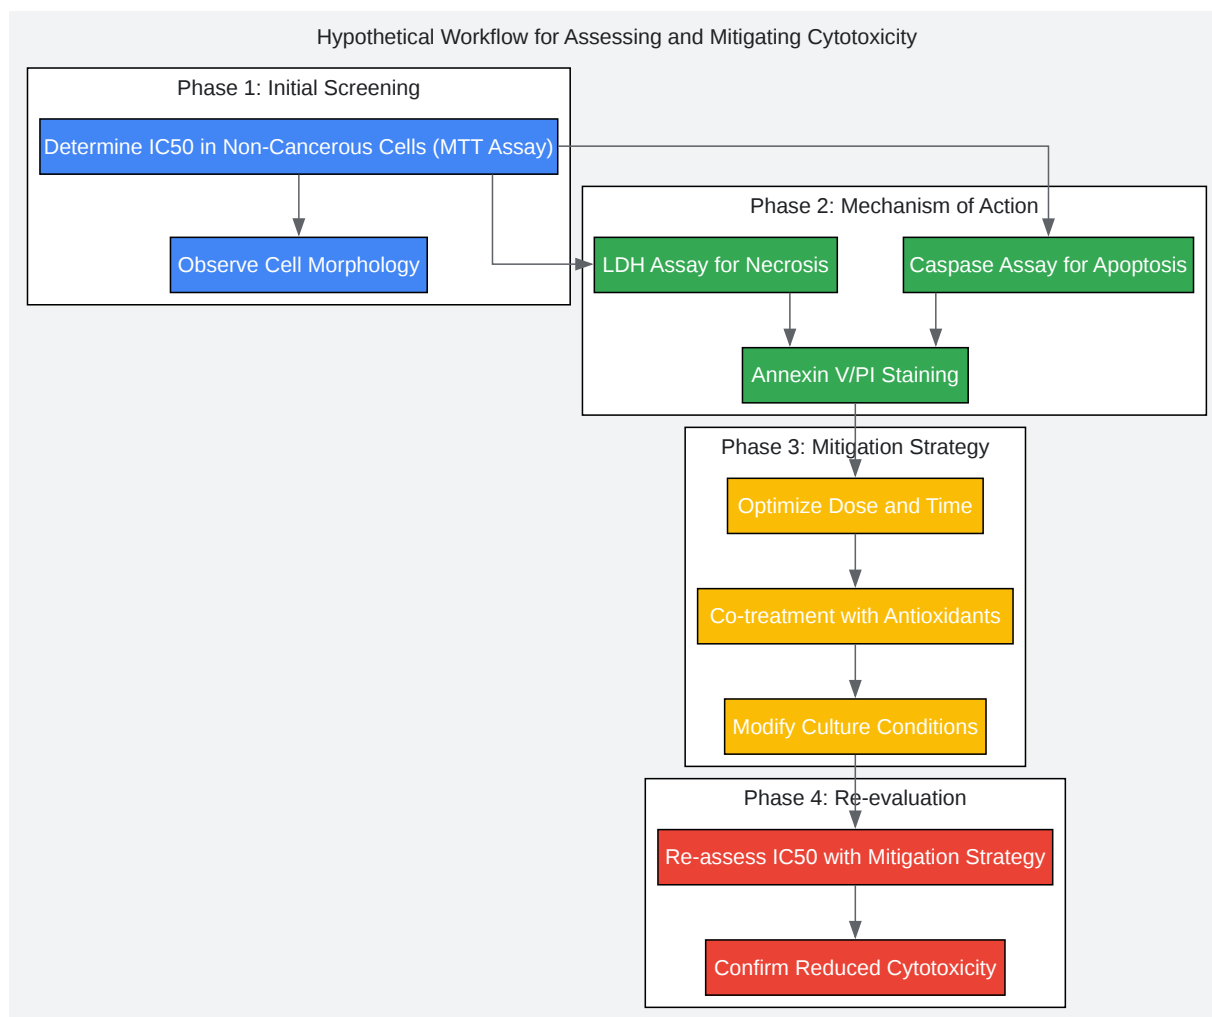 Hypothetical Workflow for Assessing and Mitigating Cytotoxicity
Phase 1: Initial Screening
Determine IC50 in Non-Cancerous Cells (MTT Assay)
Observe Cell Morphology
Phase 2: Mechanism of Action
LDH Assay for Necrosis
Caspase Assay for Apoptosis
Annexin V/PI Staining
Phase 3: Mitigation Strategy
Optimize Dose and Time
Co-treatment with Antioxidants
Modify Culture Conditions
Phase 4: Re-evaluation
Re-assess IC50 with Mitigation Strategy
Confirm Reduced Cytotoxicity